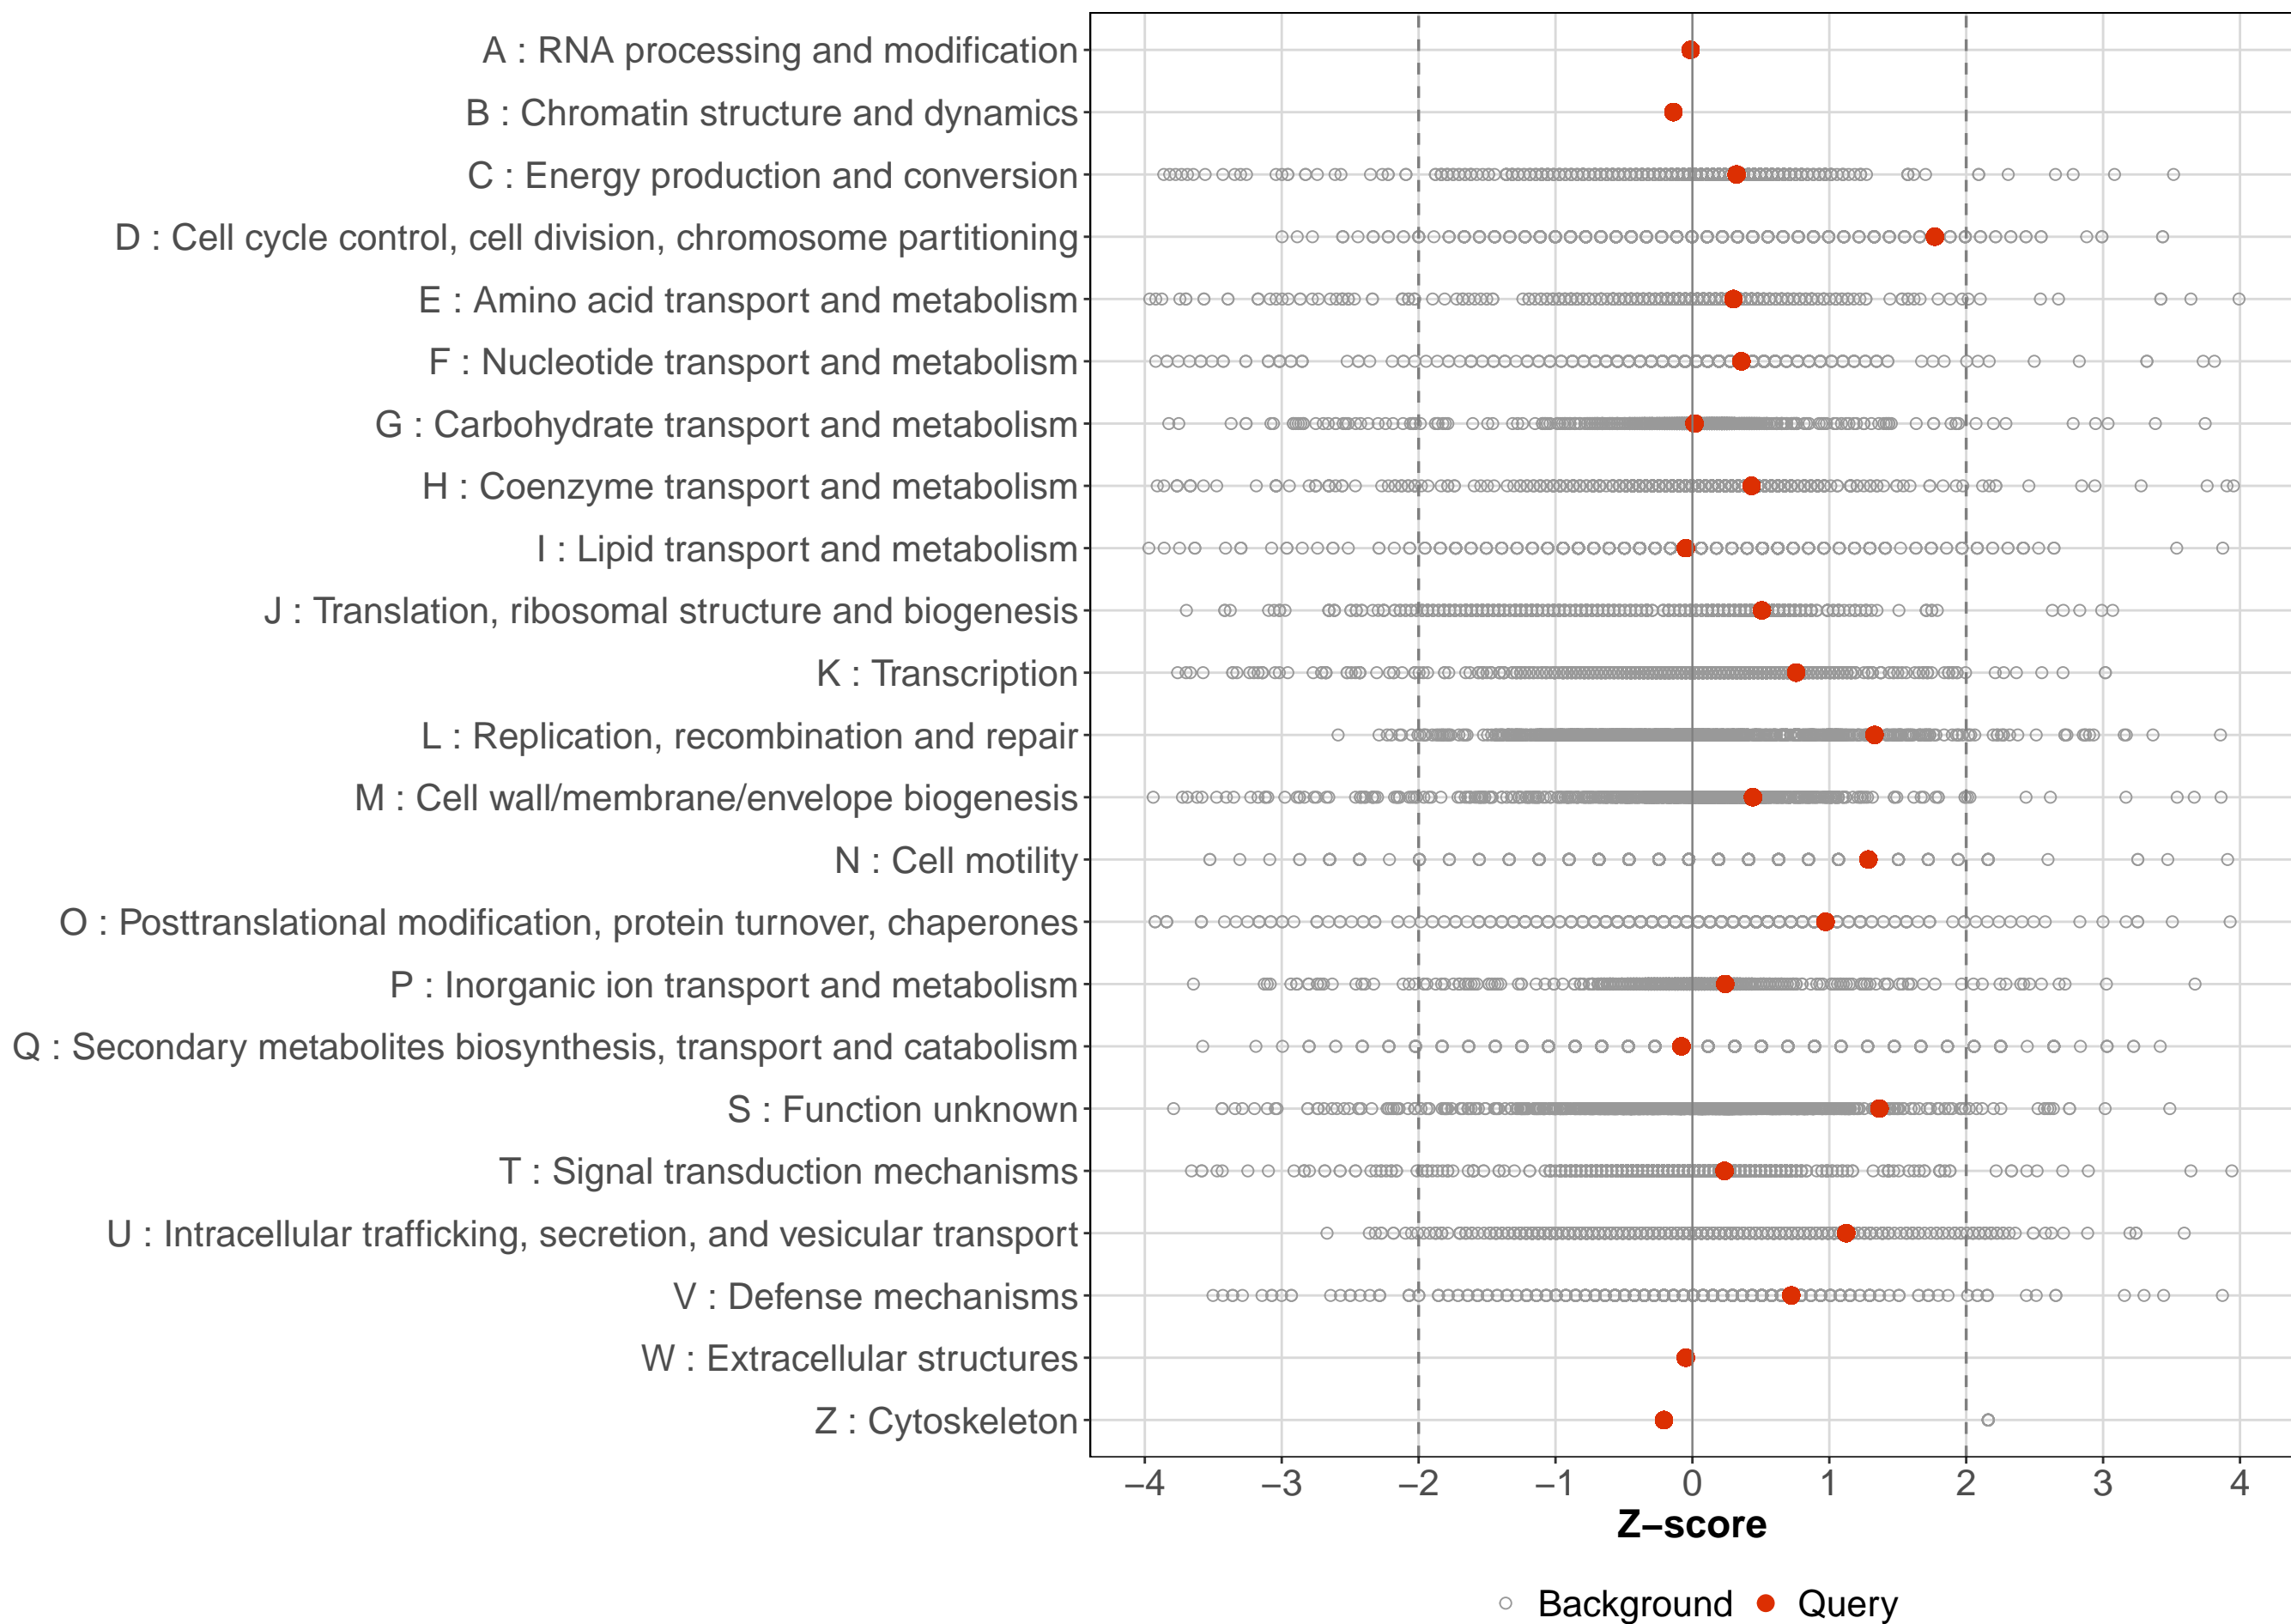 A : RNA processing and modification
B : Chromatin structure and dynamics
C : Energy production and conversion
D : Cell cycle control, cell division, chromosome partitioning
E : Amino acid transport and metabolism
F : Nucleotide transport and metabolism
G : Carbohydrate transport and metabolism
H : Coenzyme transport and metabolism
I : Lipid transport and metabolism
J : Translation, ribosomal structure and biogenesis
K : Transcription
L : Replication, recombination and repair
M : Cell wall/membrane/envelope biogenesis
N : Cell motility
O : Posttranslational modification, protein turnover, chaperones
P : Inorganic ion transport and metabolism
Q : Secondary metabolites biosynthesis, transport and catabolism
S : Function unknown
T : Signal transduction mechanisms
U : Intracellular trafficking, secretion, and vesicular transport
V : Defense mechanisms
W : Extracellular structures
Z : Cytoskeleton
−4 −3 −2 −1 0 1 2 3 4
Z−score
Background Query